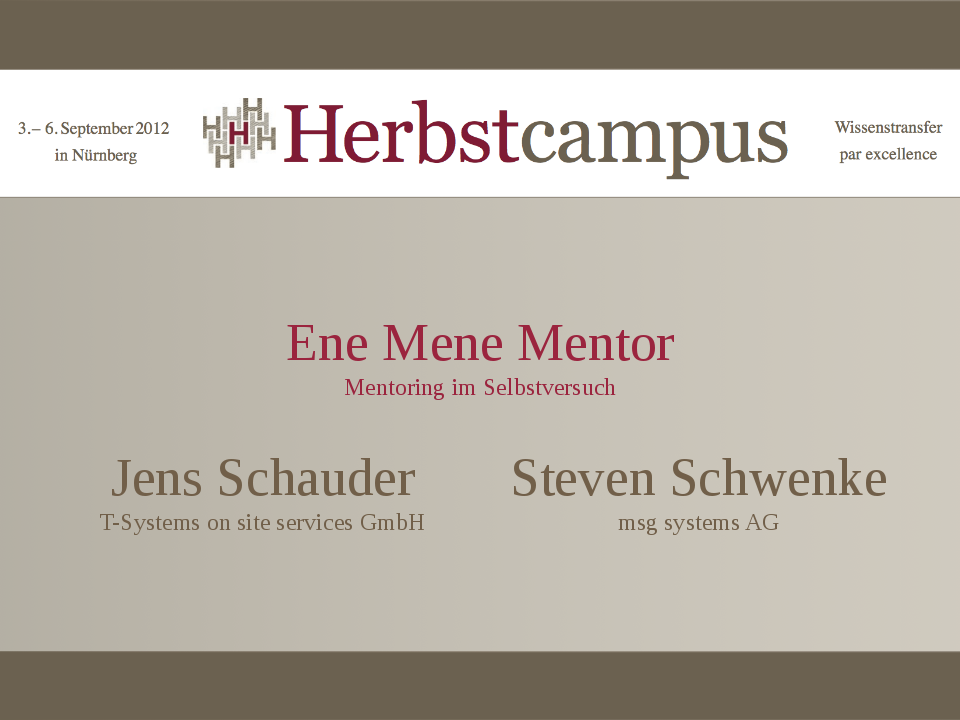 3.– 6. September 2012
in Nürnberg
Herbstcampus
Wissenstransfer
par excellence
Ene Mene Mentor
Mentoring im Selbstversuch
Jens Schauder
T-Systems on site services GmbH
Steven Schwenke
msg systems AG